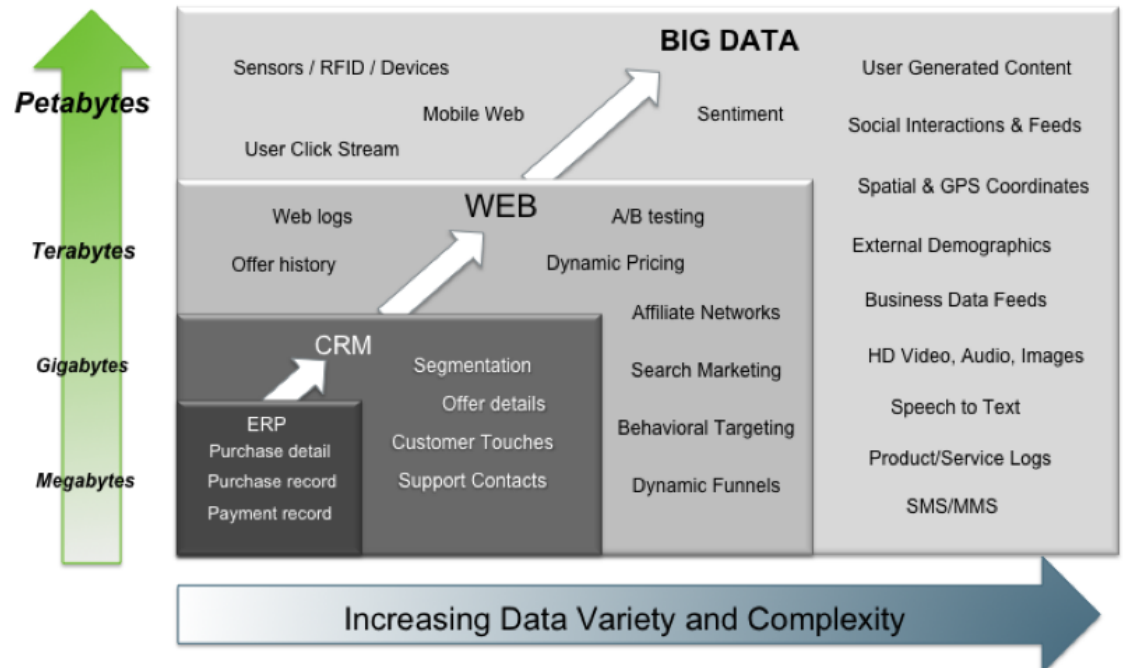 BIG DATA
Sensors / RFID / Devices
User Generated Content
Petabytes
Mobile Web
Sentiment
Social Interactions & Feeds
User Click Stream
Spatial & GPS Coordinates
WEB
Web logs
A/B testing
Terabytes
External Demographics
Offer history
Dynamic Pricing
Business Data Feeds
Affiliate Networks
CRM
HD Video, Audio, Images
Gigabytes
Segmentation
Search Marketing
Offer details
Speech to Text
ERP
Behavioral Targeting
Purchase detail
Customer Touches
Product/Service Logs
Megabytes
Purchase record
Support Contacts
Dynamic Funnels
SMS/MMS
Payment record
Increasing Data Variety and Complexity